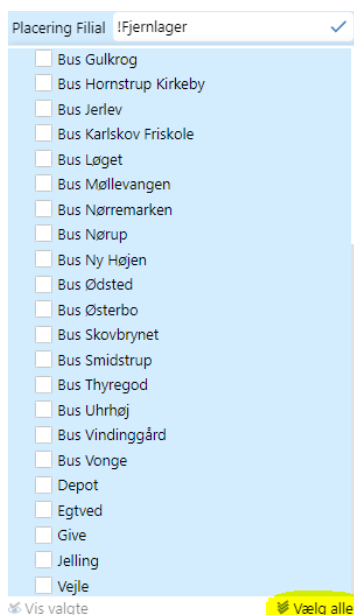 Placering Filial !Fjernlager
Bus Gulkrog
Bus Hornstrup Kirkeby
Bus Jerlev
Bus Karlskov Friskole
Bus Løget
Bus Møllevangen
Bus Nørremarken
Bus Nørup
Bus Ny Højen
Bus Ødsted
Bus Østerbo
Bus Skovbrynet
Bus Smidstrup
Bus Thyregod
Bus Uhrhøj
Bus Vindinggård
Bus Vonge
Depot
Egtved
Give
Jelling
Vejle
Vis valgte Vælg alle